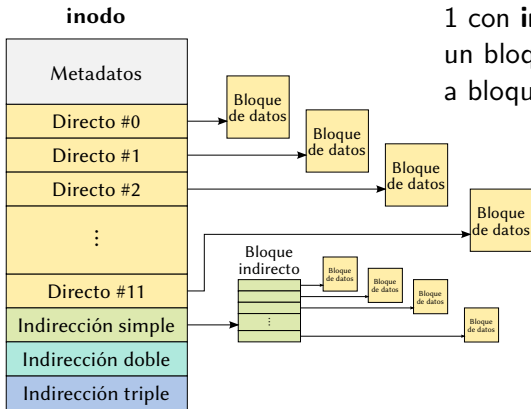 inodo
1 con in
un bloq
a bloqu
Metadatos
Directo #0
Directo #1
Directo #2
⋮
Directo #11
Indirección simple
Indirección doble
Indirección triple
Bloque
de datos
Bloque
de datos
Bloque
de datos
Bloque
de datos
Bloque
indirecto
⋮
Bloque
de datos
Bloque
de datos
Bloque
de datos
Bloque
de datos